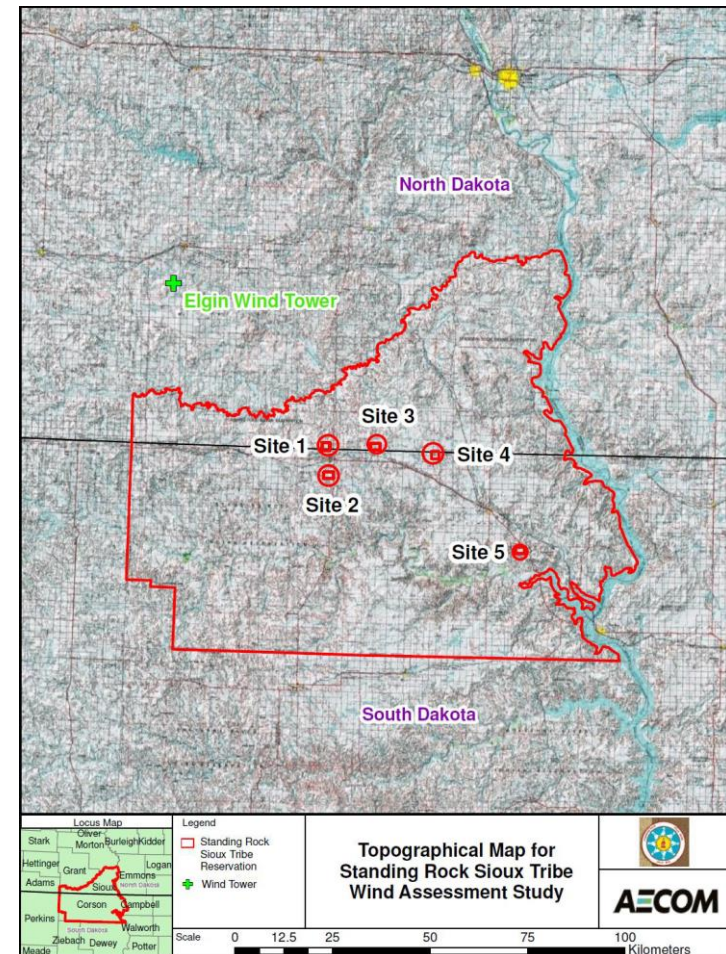 North Dakota
Elgin Wind Tower
Site 3
Site 1
Site 4
Site 2
Site 5
South Dakota
Locus Map
Oliver
Stark
Morton
Burleigh
Kidder
Hettinger
Grant
Logan
Emmons
Adams
Sioux
North Dakota
Corson
Campbell
Perkins
South Dakota
Walworth
Ziebach
Dewey
Potter
Meade
Legend
Standing Rock
Sioux Tribe
Reservation
Wind Tower
Topographical Map for
Standing Rock Sioux Tribe
Wind Assessment Study
AECOM
Scale 0 12.5 25 50 75 100
Kilometers